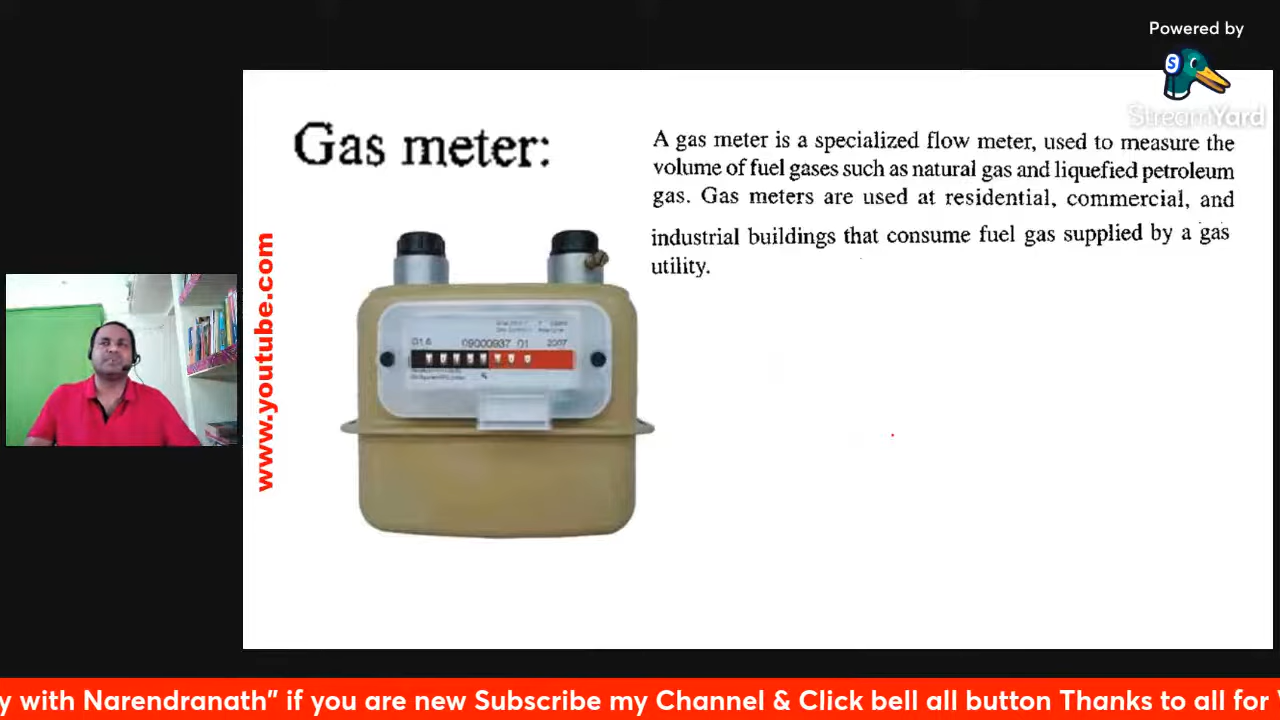 Powered by
StreamYard
Gas meter:
A gas meter is a specialized flow meter, used to measure the
volume of fuel gases such as natural gas and liquefied petroleum
gas. Gas meters are used at residential, commercial, and
industrial buildings that consume fuel gas supplied by a gas
utility.
www.youtube.com
09000937 01 2007
y with Narendranath" if you are new Subscribe my Channel & Click bell all button Thanks to all for